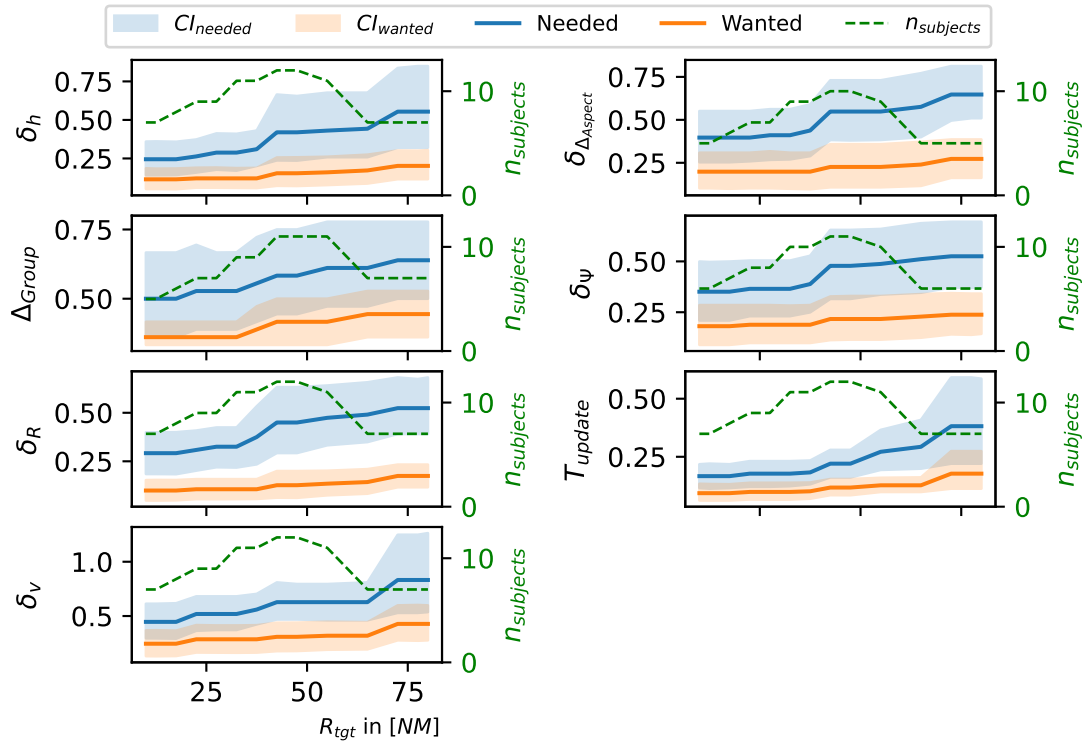 CI_needed CI_wanted Needed Wanted n_subjects
0.75
0.50
0.25
δ_h
10
0
n_subjects
0.75
0.50
0.25
δ_Δ_Aspect
10
0
n_subjects
0.75
0.50
Δ_Group
10
0
n_subjects
0.50
0.25
δ_Ψ
10
0
n_subjects
0.50
0.25
δ_R
10
0
n_subjects
0.50
0.25
T_update
10
0
n_subjects
1.0
0.5
δ_v
10
0
n_subjects
25 50 75
R_tgt in [NM]